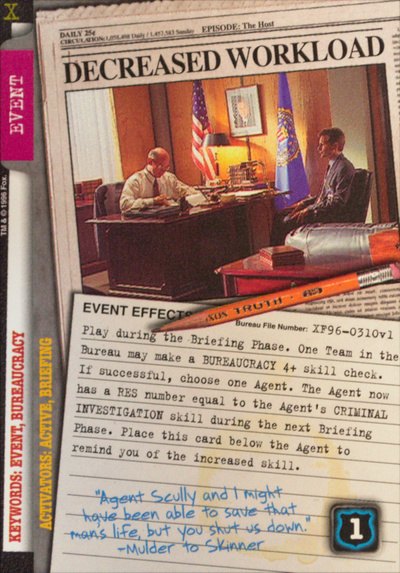 X
EVENT
TM & © 1996 Fox.
KEYWORDS: EVENT, BUREAUCRACY
ACTIVATORS: ACTIVE, BRIEFING
DAILY 25¢
EPISODE: The Host
CIRCULATION: 1,058,498 Daily / 1,457,583 Sunday
DECREASED WORKLOAD
TRUTH
EVENT EFFECTS
Bureau File Number: XF96-0310v1
Play during the Briefing Phase. One Team in the
Bureau may make a BUREAUCRACY 4+ skill check.
If successful, choose one Agent. The Agent now
has a RES number equal to the Agent's CRIMINAL
INVESTIGATION skill during the next Briefing
Phase. Place this card below the Agent to
remind you of the increased skill.
"Agent Scully and I might
have been able to save that
man's life, but you shut us down."
-Mulder to Skinner
1